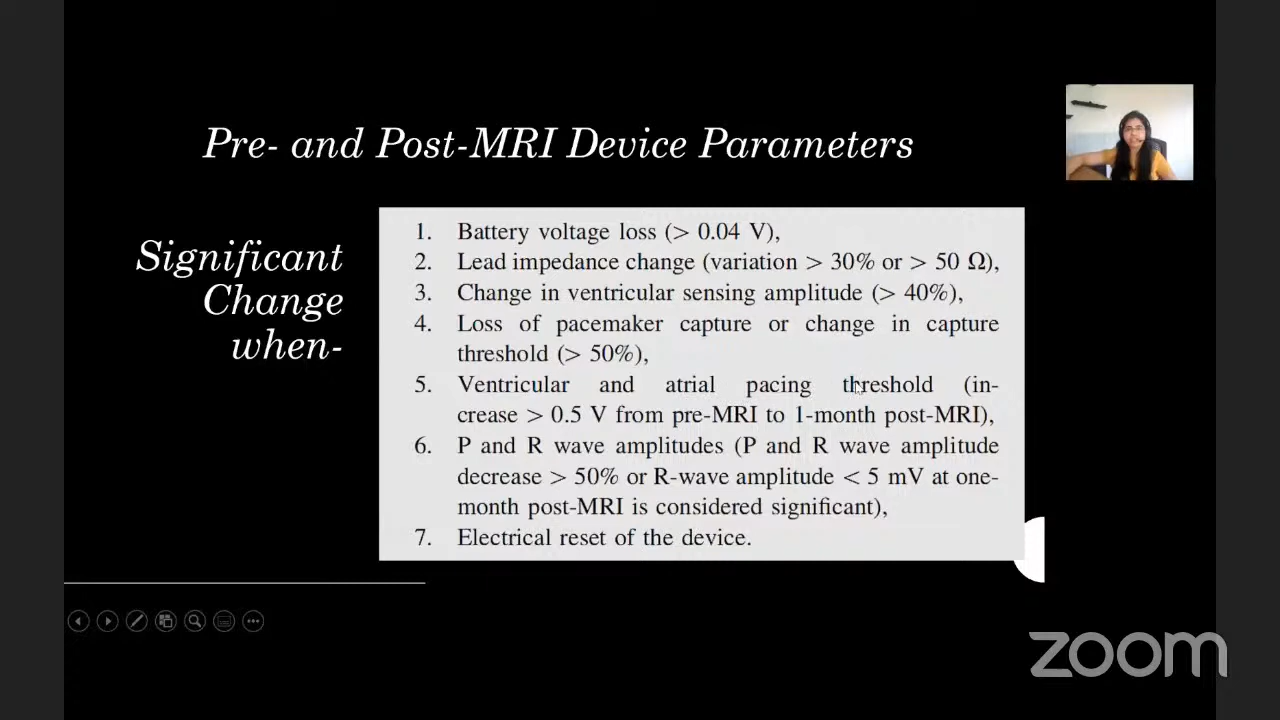 Pre- and Post-MRI Device Parameters
Significant
Change
when-
1. Battery voltage loss (> 0.04 V),
2. Lead impedance change (variation > 30% or > 50 Ω),
3. Change in ventricular sensing amplitude (> 40%),
4. Loss of pacemaker capture or change in capture
threshold (> 50%),
5. Ventricular and atrial pacing threshold (in-
crease > 0.5 V from pre-MRI to 1-month post-MRI),
6. P and R wave amplitudes (P and R wave amplitude
decrease > 50% or R-wave amplitude < 5 mV at one-
month post-MRI is considered significant),
7. Electrical reset of the device.
zoom